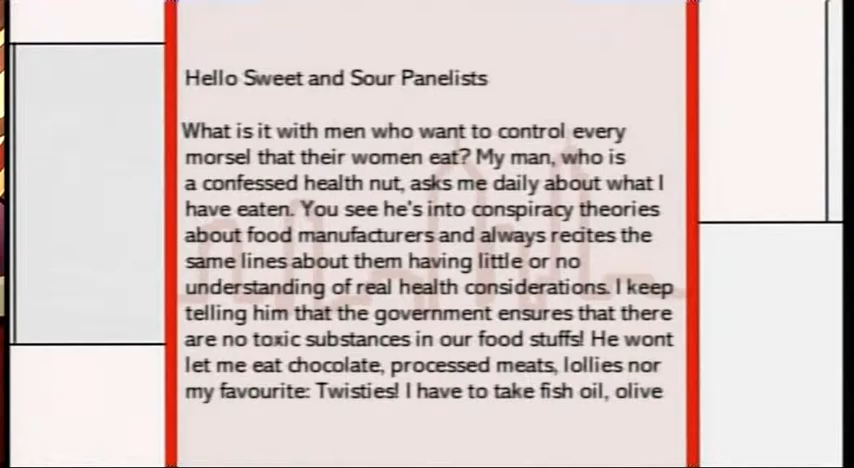 Hello Sweet and Sour Panelists
What is it with men who want to control every
morsel that their women eat? My man, who is
a confessed health nut, asks me daily about what I
have eaten. You see he's into conspiracy theories
about food manufacturers and always recites the
same lines about them having little or no
understanding of real health considerations. I keep
telling him that the government ensures that there
are no toxic substances in our food stuffs! He wont
let me eat chocolate, processed meats, lollies nor
my favourite: Twisties! I have to take fish oil, olive